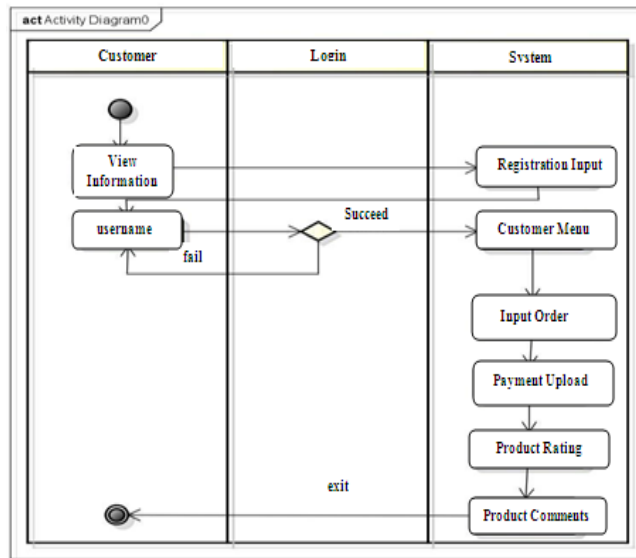 act Activity Diagram0
Customer
Login
System
View
Information
Registration Input
username
Succeed
Customer Menu
fail
Input Order
Payment Upload
Product Rating
exit
Product Comments